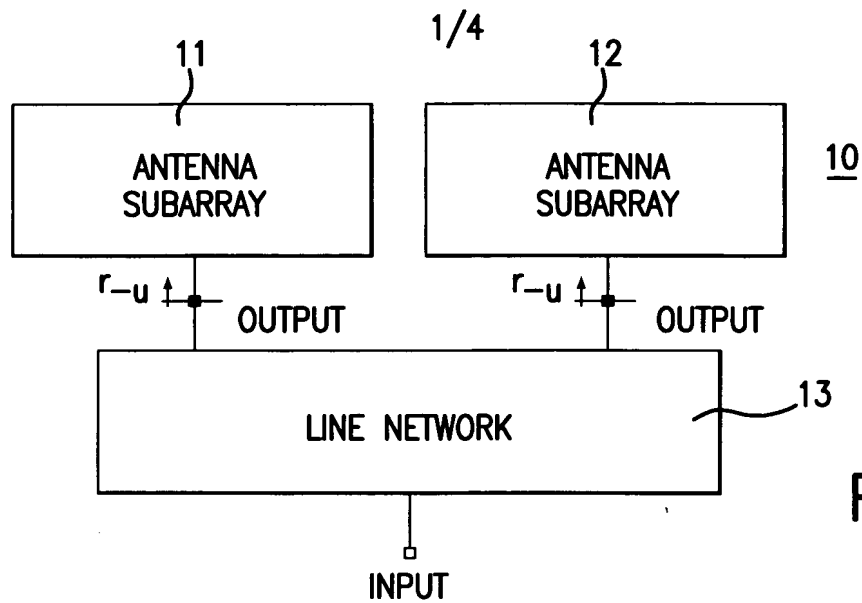 1/4
11
12
ANTENNA
SUBARRAY
ANTENNA
SUBARRAY
10
r_u
OUTPUT
r_u
OUTPUT
LINE NETWORK
13
INPUT